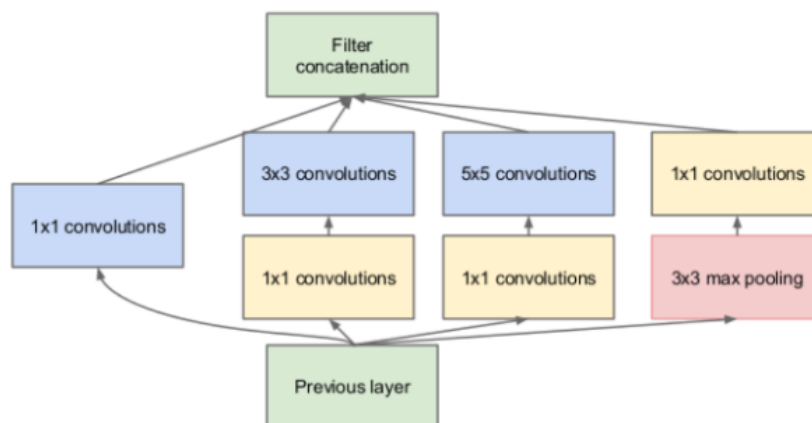 Filter
concatenation
3x3 convolutions
5x5 convolutions
1x1 convolutions
1x1 convolutions
1x1 convolutions
1x1 convolutions
3x3 max pooling
Previous layer